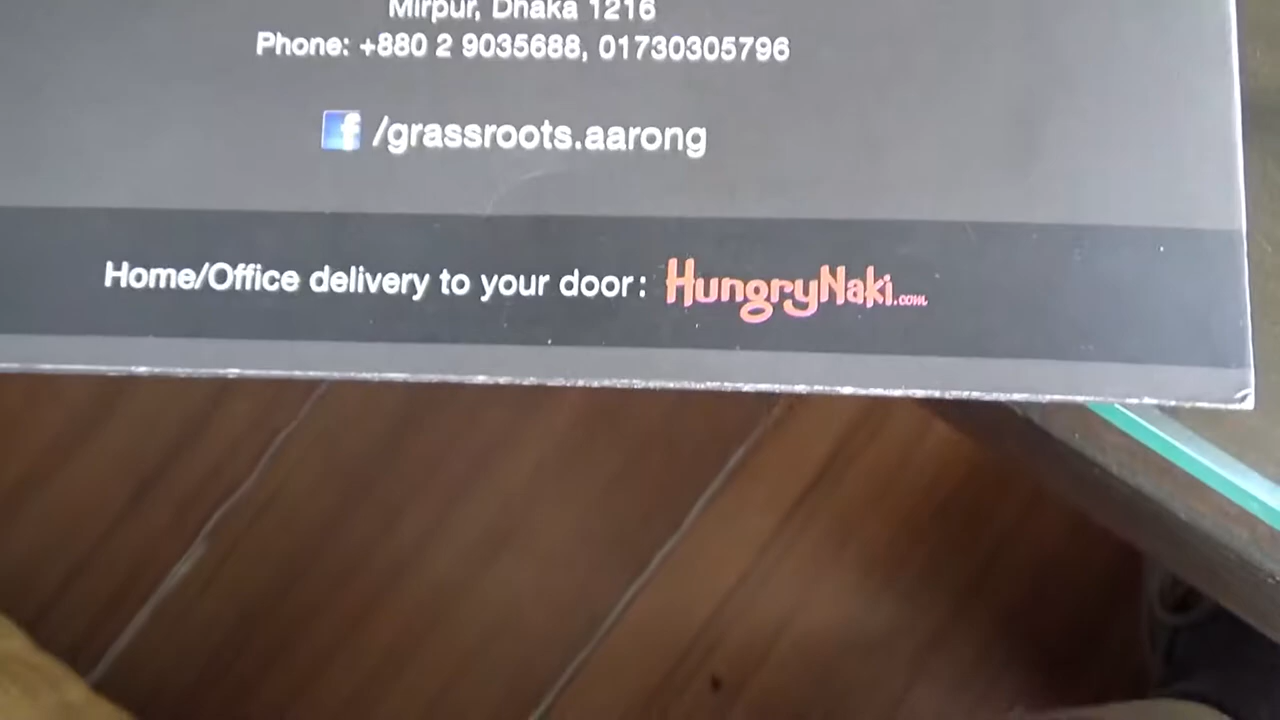 Mirpur, Dhaka 1216
Phone: +880 2 9035688, 01730305796
f /grassroots.aarong
Home/Office delivery to your door: HungryNaki.com